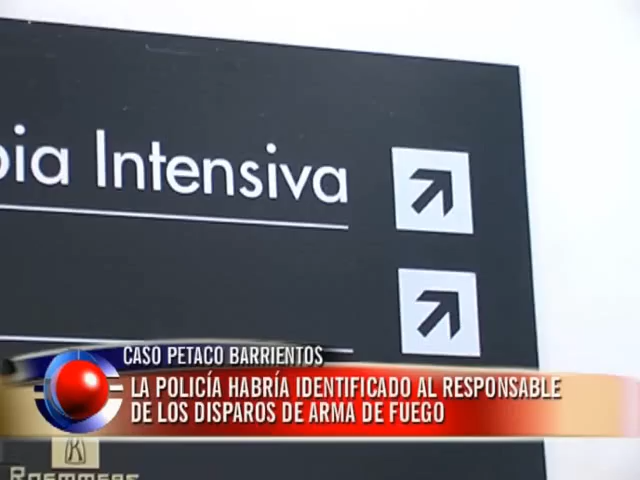 pia Intensiva
CASO PETACO BARRIENTOS
LA POLICÍA HABRÍA IDENTIFICADO AL RESPONSABLE
DE LOS DISPAROS DE ARMA DE FUEGO